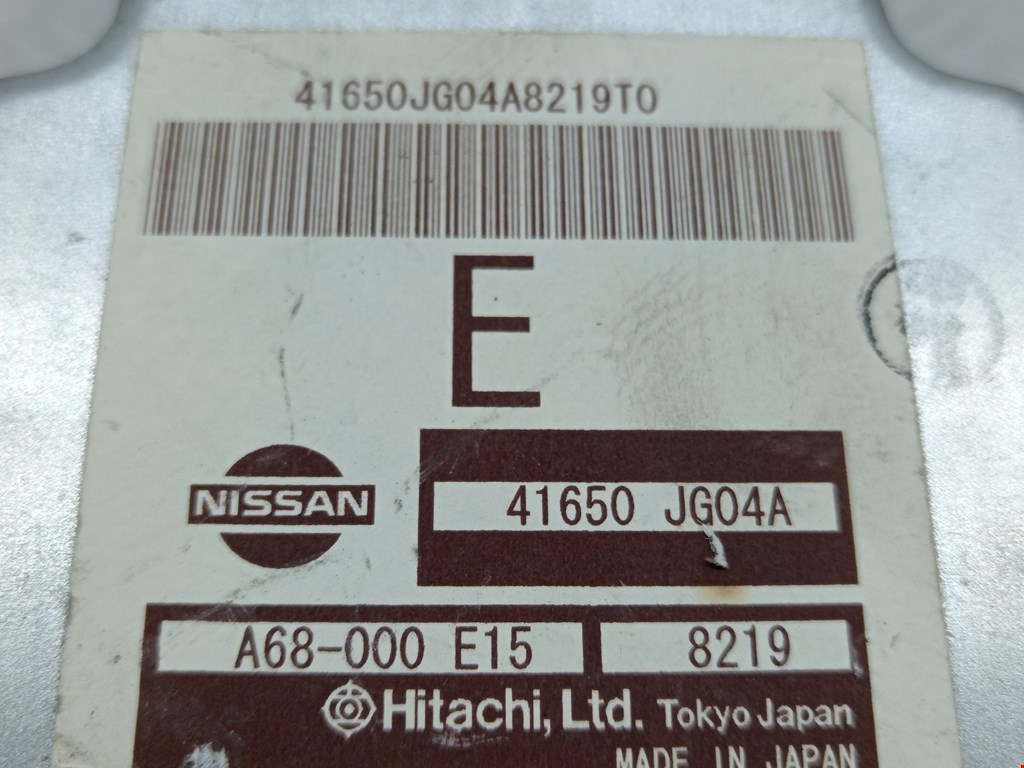 41650JG04A8219T0
E
NISSAN
41650 JG04A
A68-000 E15
8219
Hitachi, Ltd. Tokyo Japan
MADE IN JAPAN